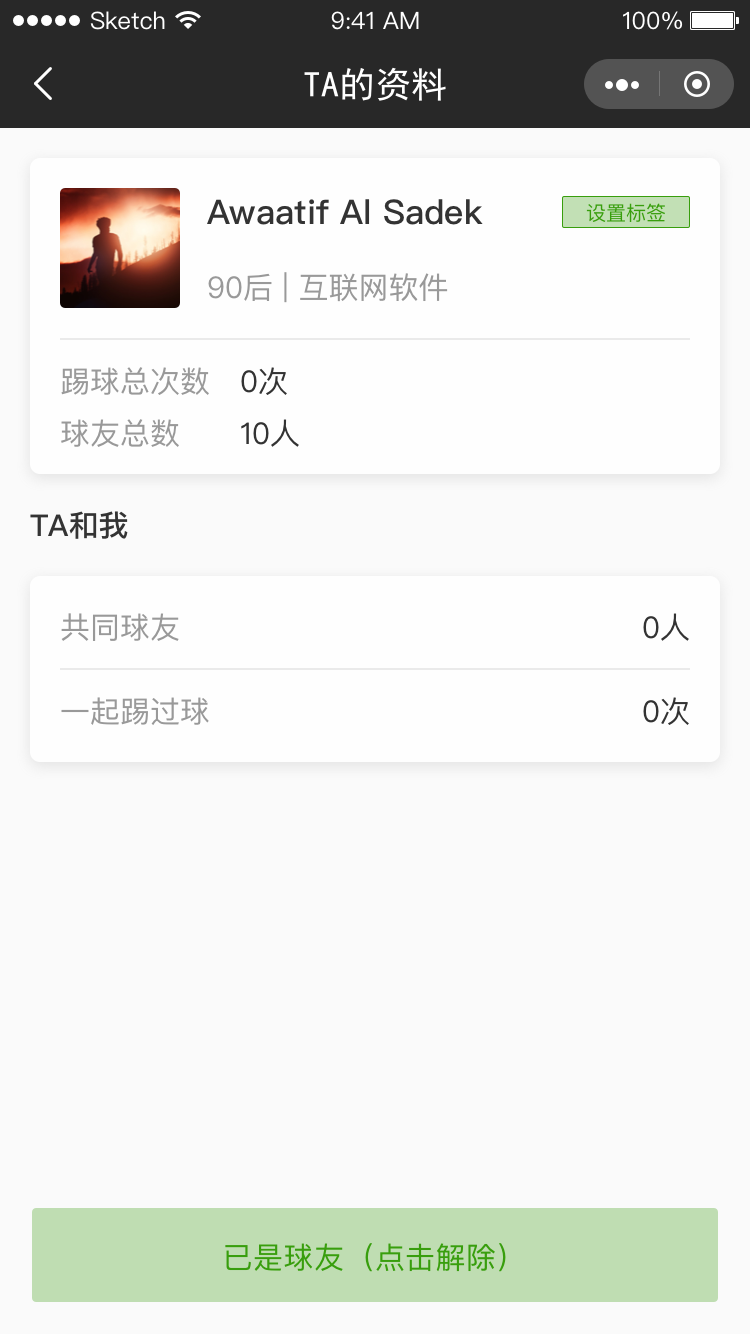 Sketch 9:41 AM 100%
TA的资料
Awaatif Al Sadek 设置标签
90后 | 互联网软件
踢球总次数 0次
球友总数 10人
TA和我
共同球友 0人
一起踢过球 0次
已是球友（点击解除）